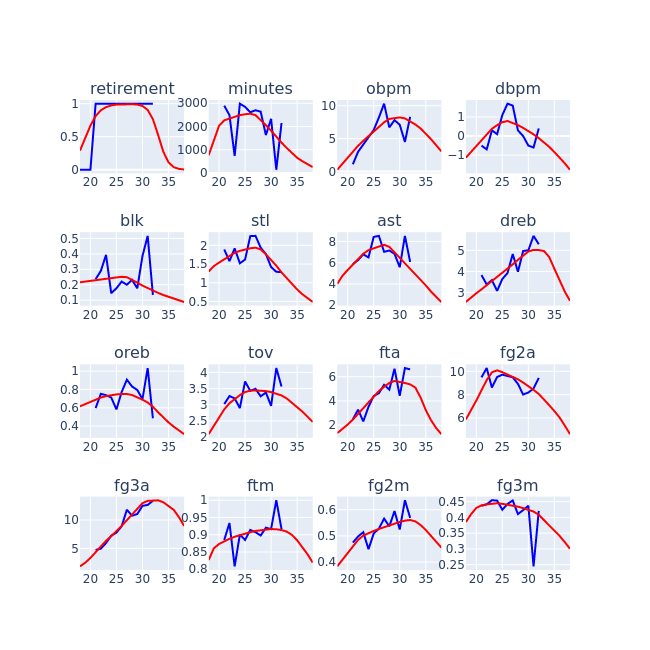 retirement minutes obpm dbpm
1 0.5 0 3000 2000 1000 0 10 5 0 1 0 −1
20 25 30 35 20 25 30 35 20 25 30 35 20 25 30 35
blk stl ast dreb
0.5 0.4 0.3 0.2 0.1 2 1.5 1 0.5 8 6 4 2 5 4 3
20 25 30 35 20 25 30 35 20 25 30 35 20 25 30 35
oreb tov fta fg2a
1 0.8 0.6 0.4 4 3.5 3 2.5 2 6 4 2 10 8 6
20 25 30 35 20 25 30 35 20 25 30 35 20 25 30 35
fg3a ftm fg2m fg3m
10 5 1 0.95 0.9 0.85 0.8 0.6 0.5 0.4 0.45 0.4 0.35 0.3 0.25
20 25 30 35 20 25 30 35 20 25 30 35 20 25 30 35